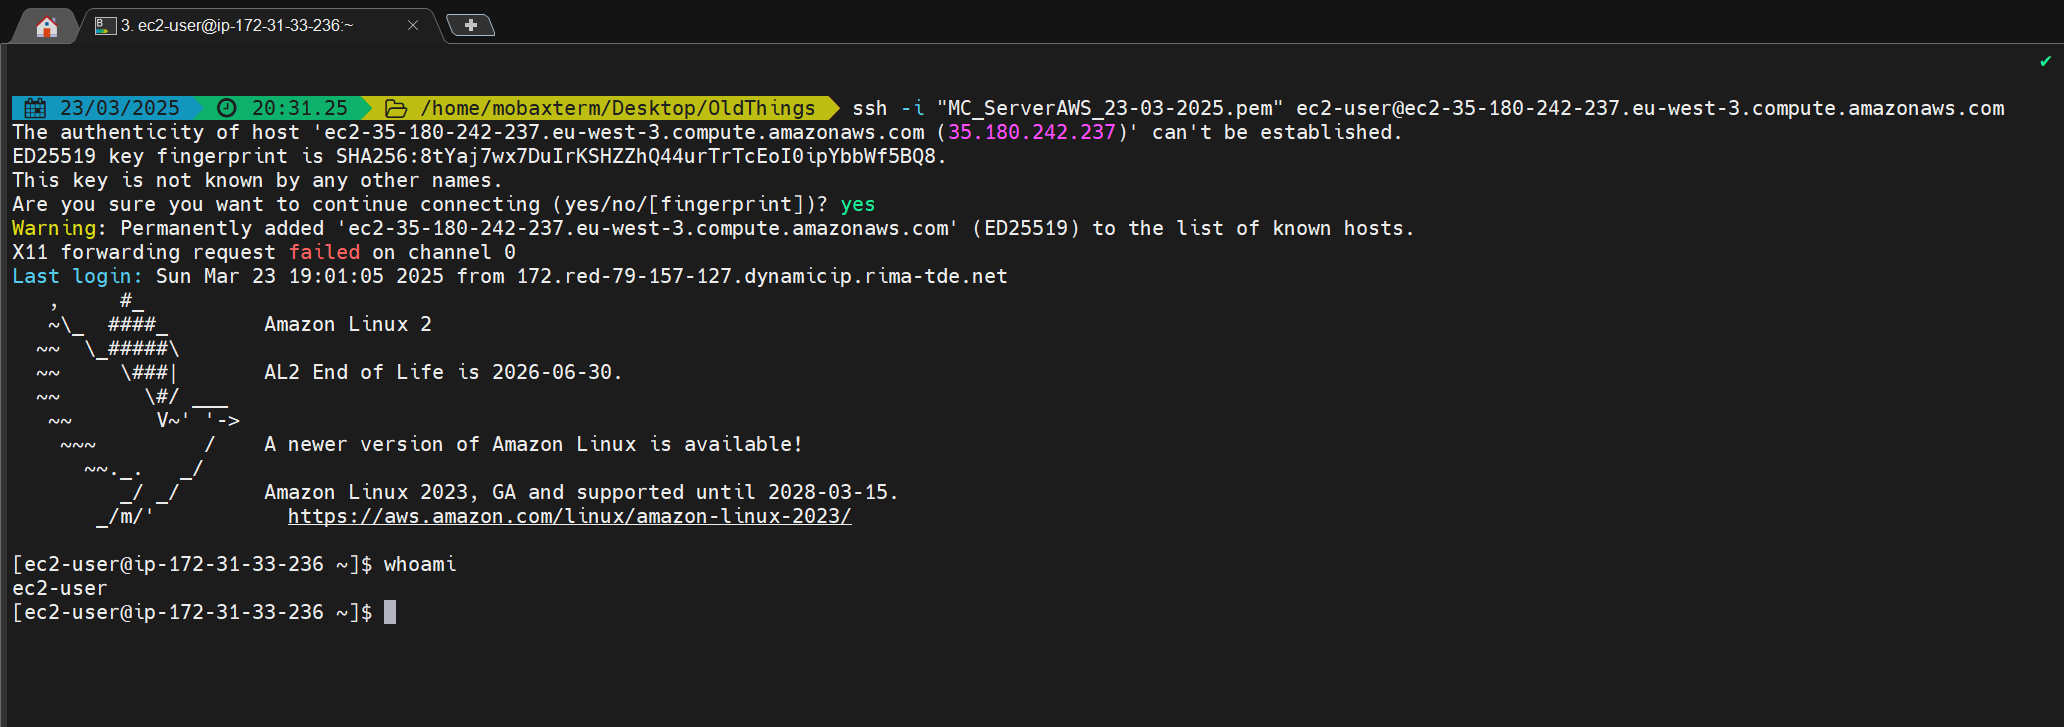 3. ec2-user@ip-172-31-33-236:~
23/03/2025 20:31.25 /home/mobaxterm/Desktop/OldThings ssh -i "MC_ServerAWS_23-03-2025.pem" ec2-user@ec2-35-180-242-237.eu-west-3.compute.amazonaws.com
The authenticity of host 'ec2-35-180-242-237.eu-west-3.compute.amazonaws.com (35.180.242.237)' can't be established.
ED25519 key fingerprint is SHA256:8tYaj7wx7DuIrKSHZZhQ44urTrTcEoI0ipYbbWf5BQ8.
This key is not known by any other names.
Are you sure you want to continue connecting (yes/no/[fingerprint])? yes
Warning: Permanently added 'ec2-35-180-242-237.eu-west-3.compute.amazonaws.com' (ED25519) to the list of known hosts.
X11 forwarding request failed on channel 0
Last login: Sun Mar 23 19:01:05 2025 from 172.red-79-157-127.dynamicip.rima-tde.net
   ,     #_
   ~\_  ####_        Amazon Linux 2
  ~~  \_#####\
  ~~     \###|       AL2 End of Life is 2026-06-30.
  ~~       \#/ ___
   ~~       V~' '->
    ~~~         /    A newer version of Amazon Linux is available!
      ~~._.   _/
         _/ _/       Amazon Linux 2023, GA and supported until 2028-03-15.
       _/m/'           https://aws.amazon.com/linux/amazon-linux-2023/
[ec2-user@ip-172-31-33-236 ~]$ whoami
ec2-user
[ec2-user@ip-172-31-33-236 ~]$